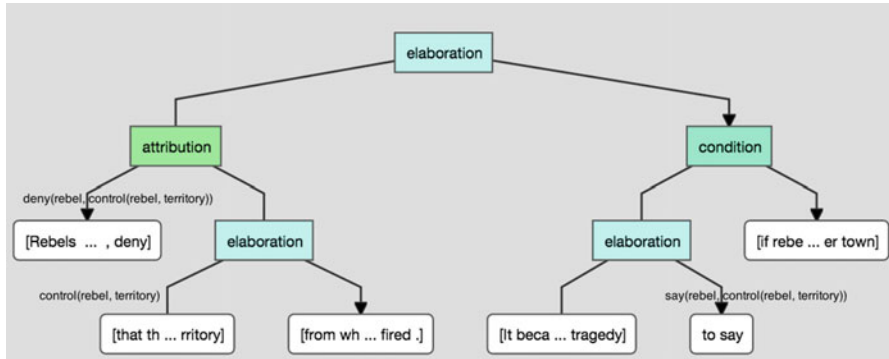 elaboration
attribution
condition
deny(rebel, control(rebel, territory))
[Rebels ... , deny]
elaboration
elaboration
[if rebe ... er town]
control(rebel, territory)
say(rebel, control(rebel, territory))
[that th ... rritory]
[from wh ... fired .]
[It beca ... tragedy]
to say